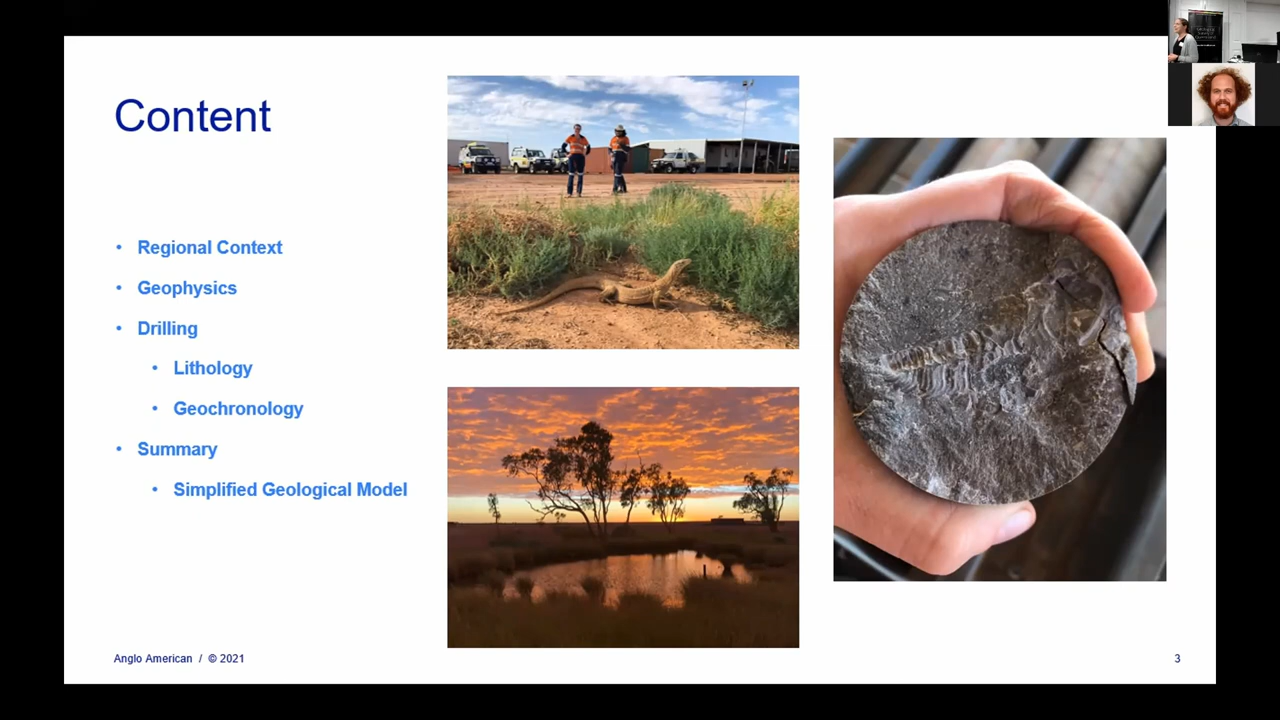 Content
• Regional Context
• Geophysics
• Drilling
• Lithology
• Geochronology
• Summary
• Simplified Geological Model
Anglo American / © 2021
3